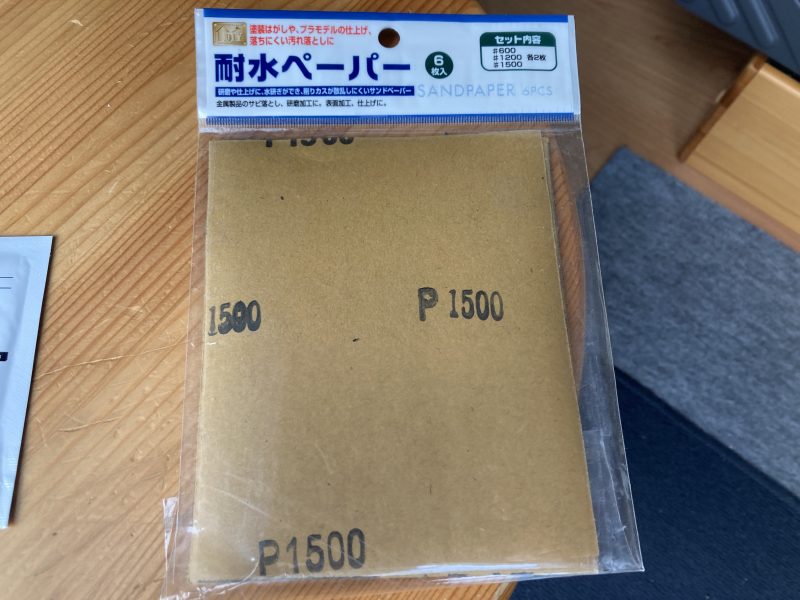 DIY
塗装はがしや、プラモデルの仕上げ、
落ちにくい汚れ落としに
耐水ペーパー
6
枚入
セット内容
#600
#1200 各2枚
#1500
研磨や仕上げに、水研ぎができ、削りカスが散乱しにくいサンドペーパー
SANDPAPER 6PCS
金属製品のサビ落とし、研磨加工に。表面加工、仕上げに。
P1500
1500
P 1500
P1500